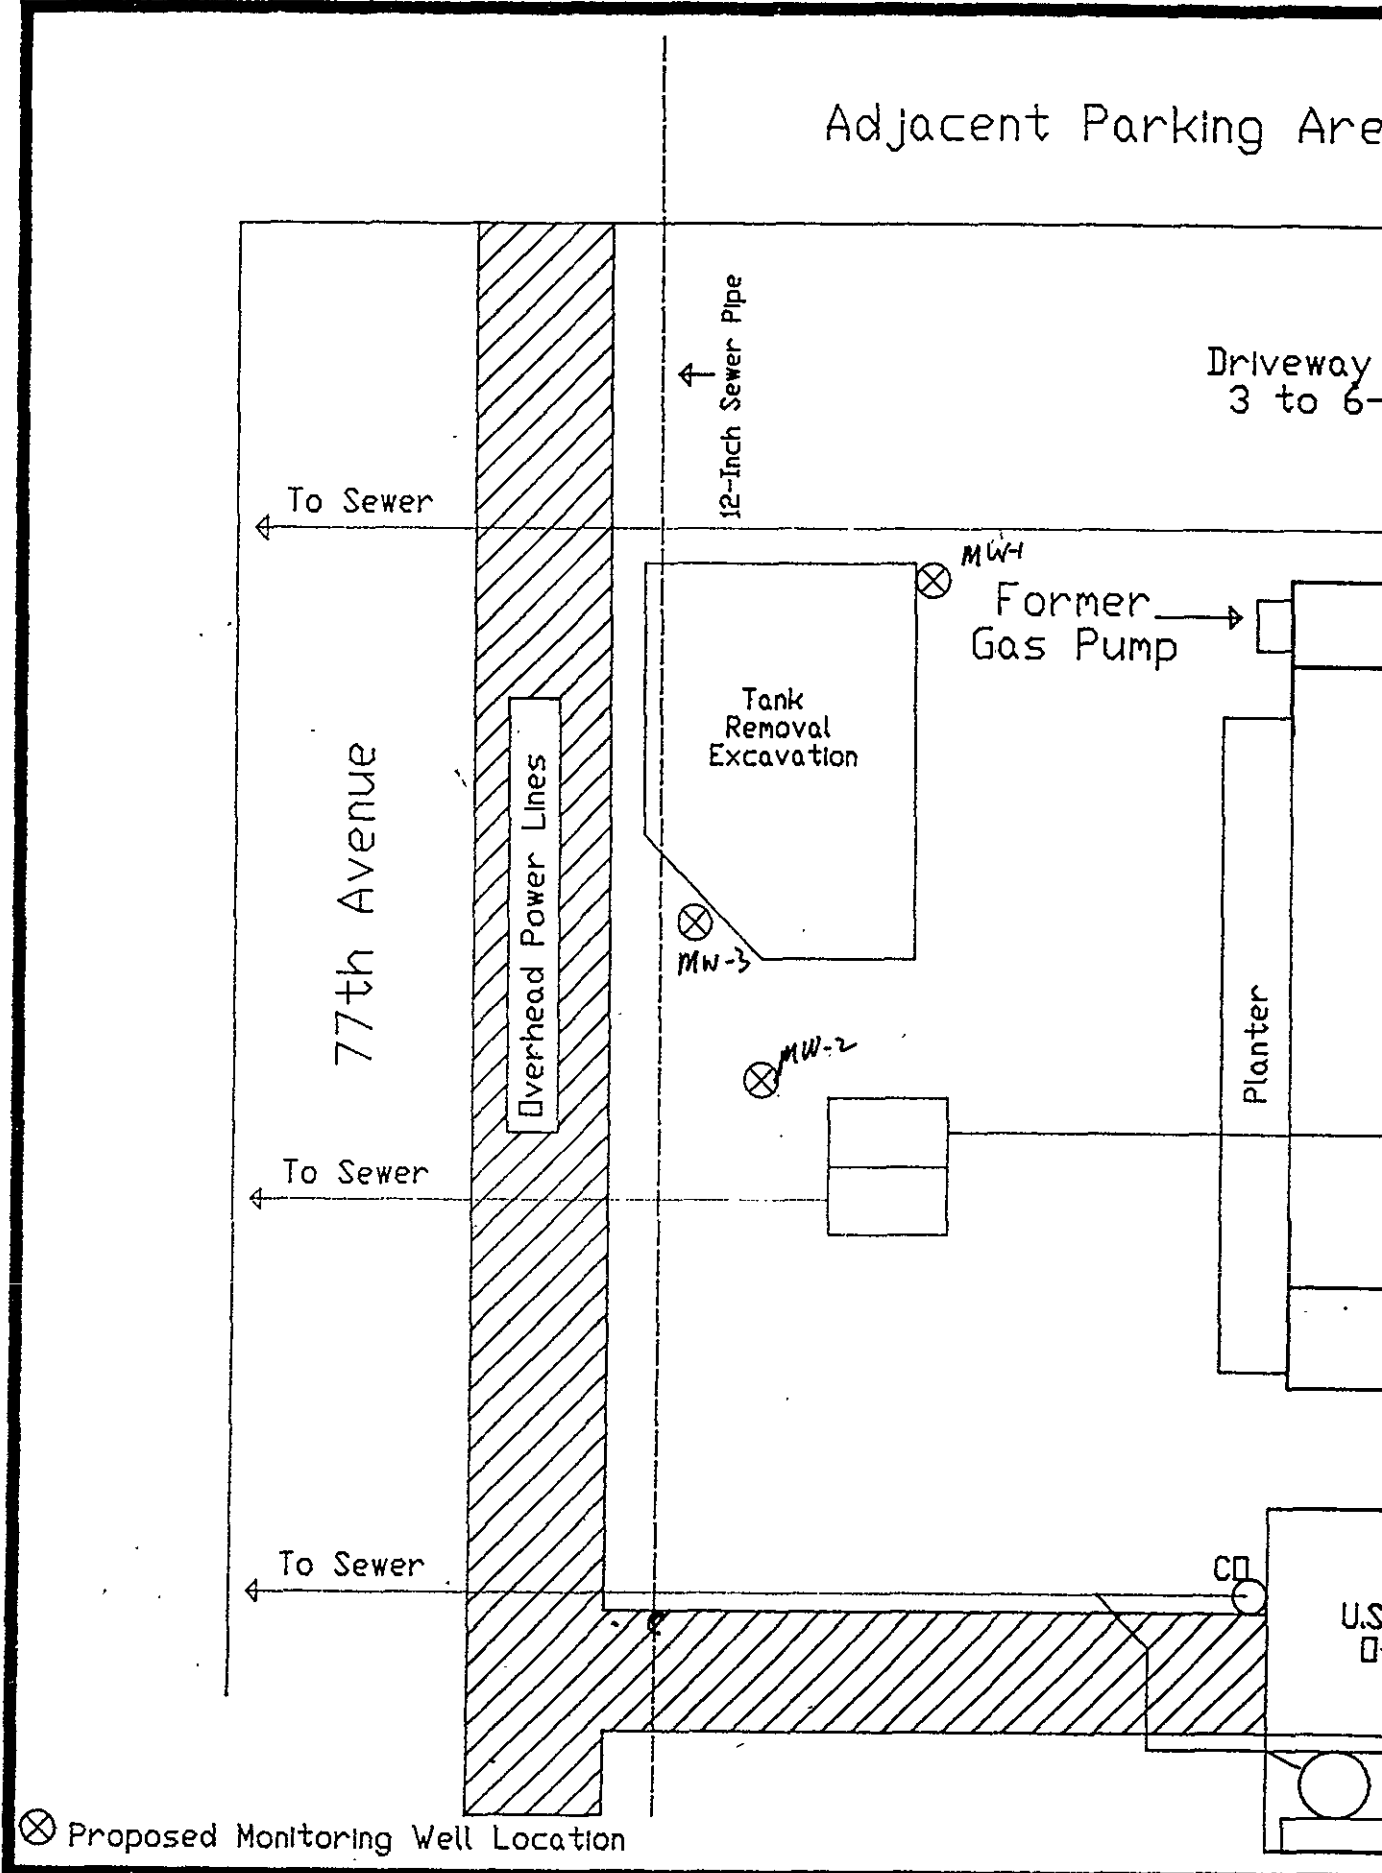 Adjacent Parking Are
12-Inch Sewer Pipe
Driveway
3 to 6-
To Sewer
MW-1
Former
Gas Pump
Tank
Removal
Excavation
77th Avenue
Overhead Power Lines
MW-3
MW-2
Planter
To Sewer
To Sewer
CO
U.S
Proposed Monitoring Well Location